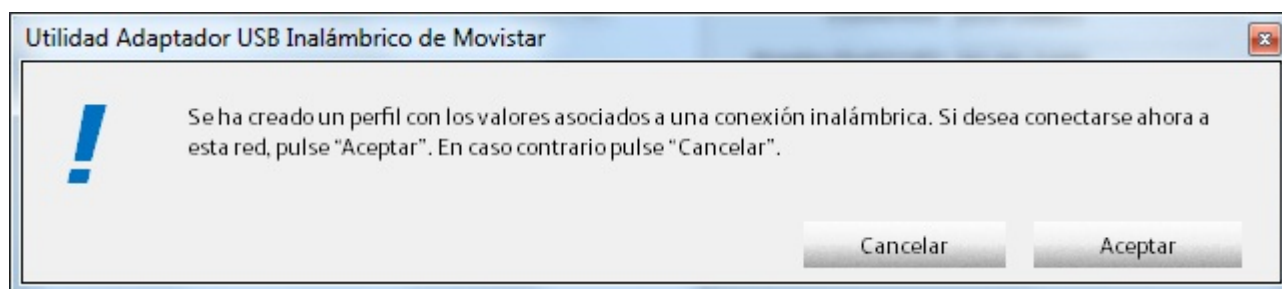 Utilidad Adaptador USB Inalámbrico de Movistar
Se ha creado un perfil con los valores asociados a una conexión inalámbrica. Si desea conectarse ahora a
esta red, pulse “Aceptar”. En caso contrario pulse “Cancelar”.
Cancelar Aceptar